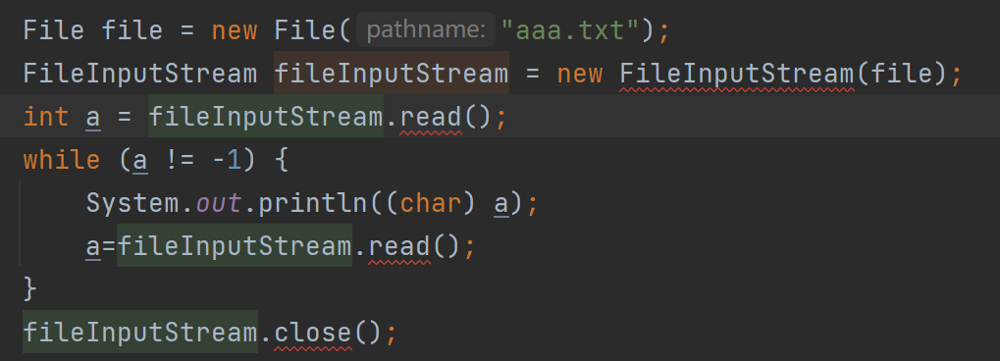 File file = new File( pathname: "aaa.txt");
FileInputStream fileInputStream = new FileInputStream(file);
int a = fileInputStream.read();
while (a != -1) {
    System.out.println((char) a);
    a=fileInputStream.read();
}
fileInputStream.close();